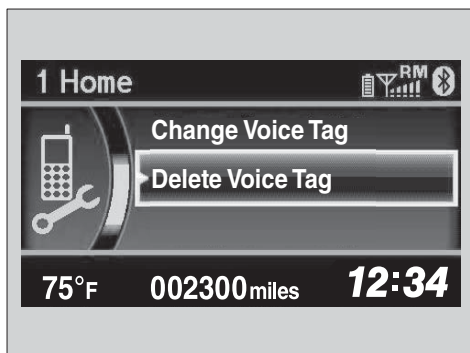 1 Home
RM
Change Voice Tag
Delete Voice Tag
75°F 002300 miles 12:34